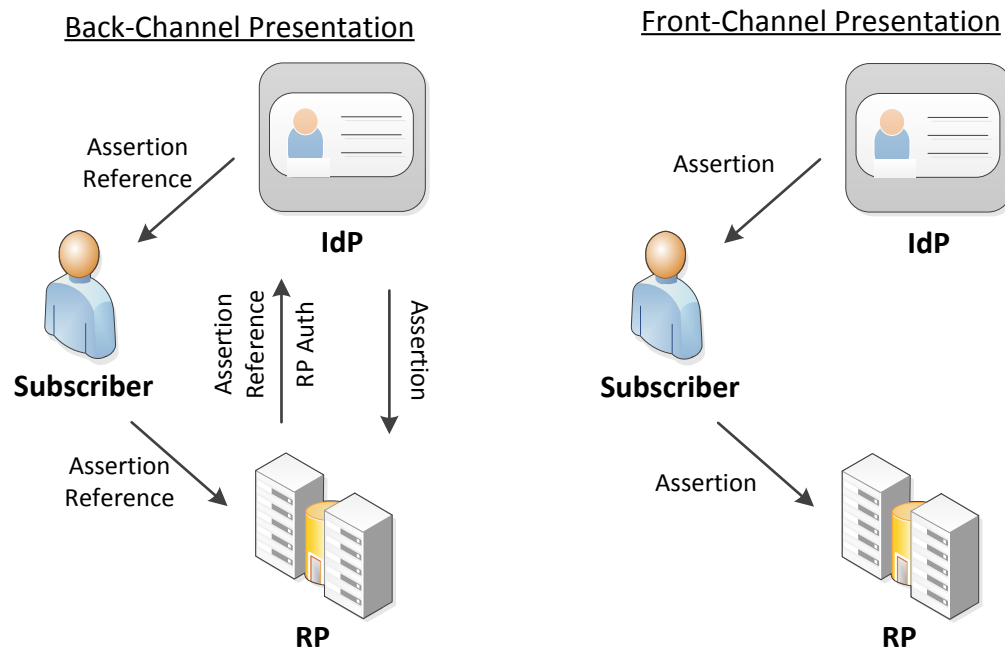 Back-Channel Presentation
Assertion
Reference
IdP
Subscriber
Assertion
Reference
RP Auth
Assertion
Assertion
Reference
RP
Front-Channel Presentation
Assertion
IdP
Subscriber
Assertion
RP